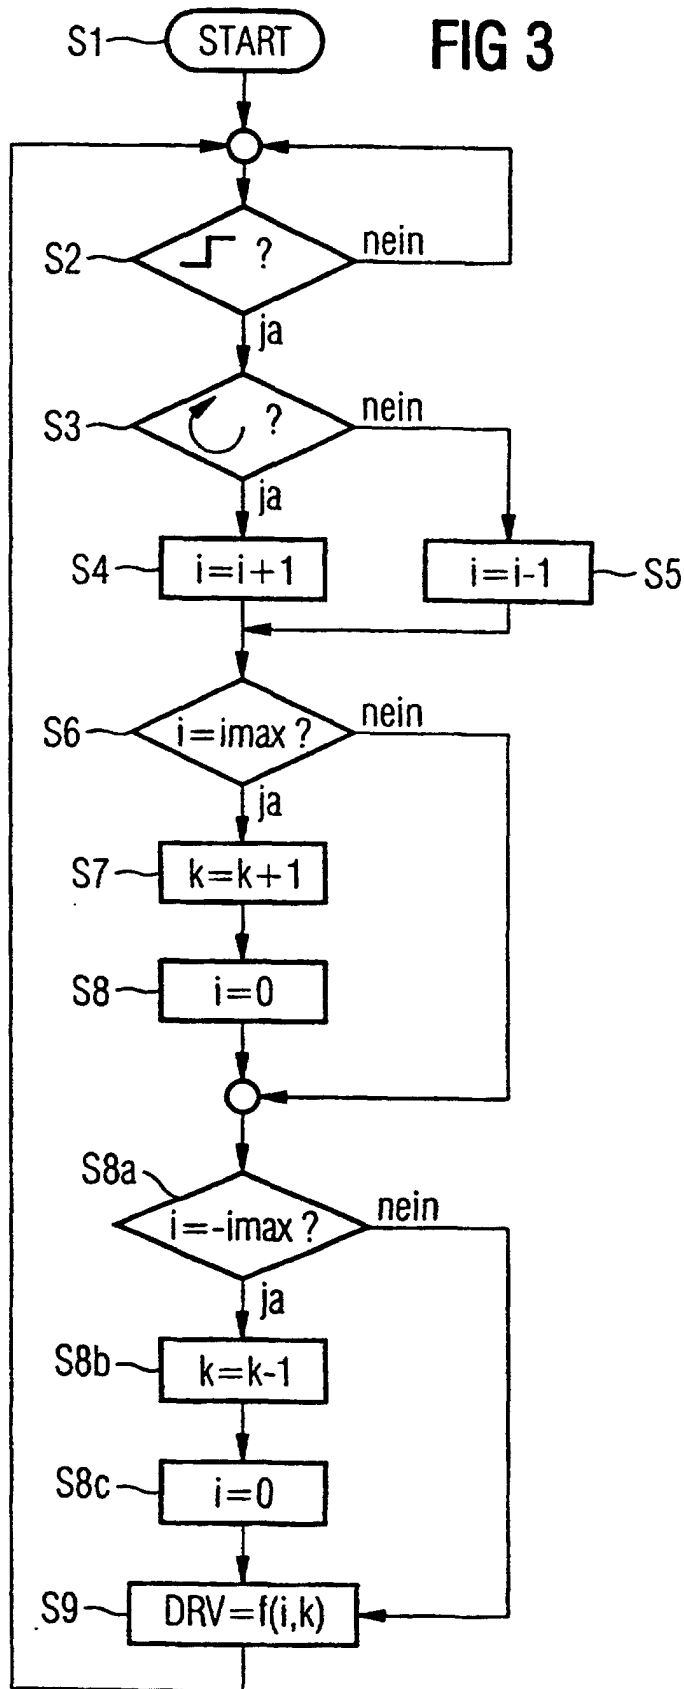 FIG 3
S1 START
S2 ? nein
ja
S3 ? nein
ja
S4 i=i+1 i=i-1 S5
S6 i=imax? nein
ja
S7 k=k+1
S8 i=0
S8a
i=-imax? nein
ja
S8b k=k-1
S8c i=0
S9 DRV=f(i,k)